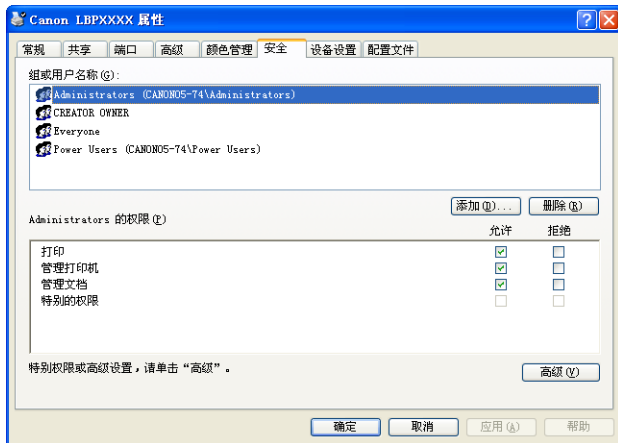 Canon LBPXXXX 属性
常规 共享 端口 高级 颜色管理 安全 设备设置 配置文件
组或用户名称(G):
Administrators (CANON05-74\Administrators)
CREATOR OWNER
Everyone
Power Users (CANON05-74\Power Users)
添加(D)... 删除(R)
Administrators 的权限(P)
允许 拒绝
打印
管理打印机
管理文档
特别的权限
特别权限或高级设置，请单击“高级”。
高级(V)
确定 取消 应用(A) 帮助